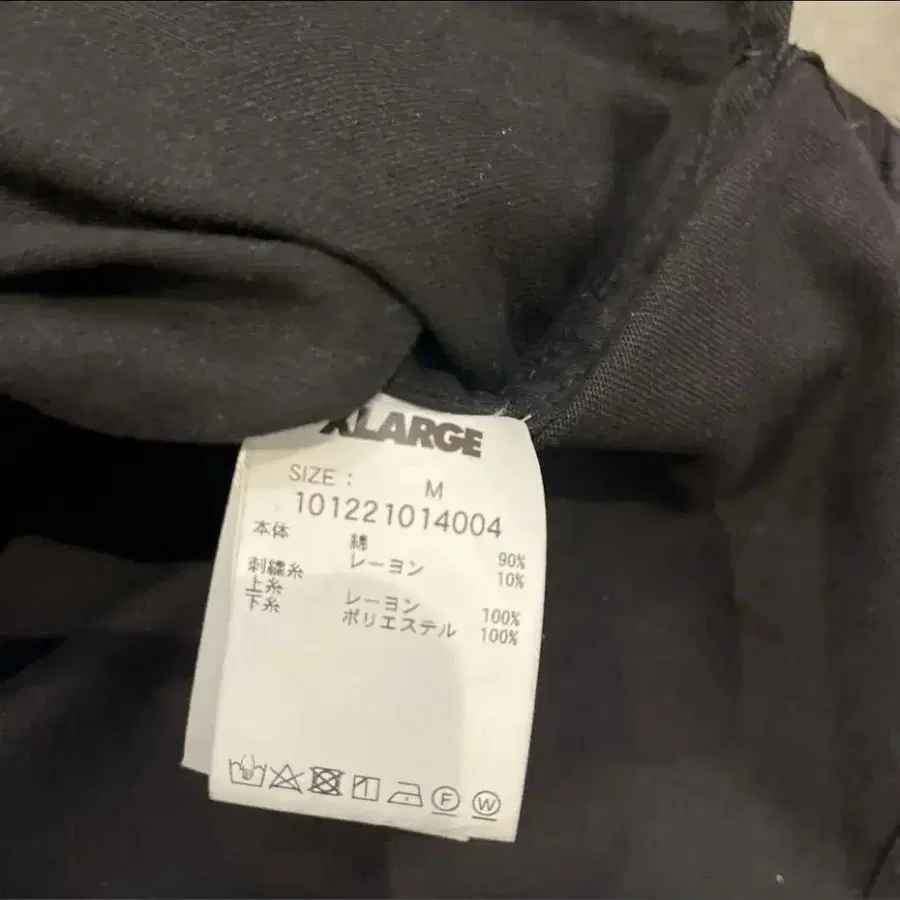 XLARGE
SIZE : M
101221014004
本体 綿 90%
レーヨン 10%
刺繍糸
上糸 レーヨン 100%
下糸 ポリエステル 100%
F W